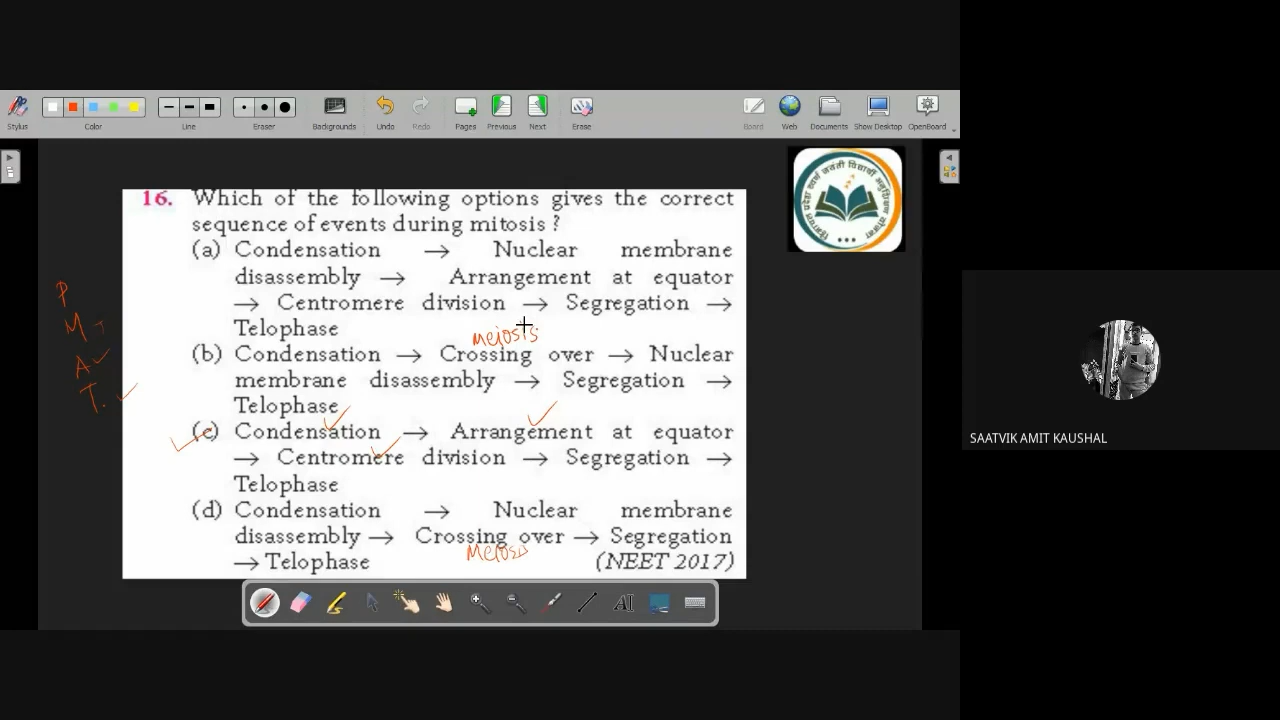 Stylus
Color
Line
Eraser
Backgrounds
Undo
Redo
Pages
Previous
Next
Erase
Board
Web
Documents
Show Desktop
OpenBoard
16. Which of the following options gives the correct
sequence of events during mitosis ?
(a) Condensation → Nuclear membrane
disassembly → Arrangement at equator
→ Centromere division → Segregation →
Telophase
meiosis
(b) Condensation → Crossing over → Nuclear
membrane disassembly → Segregation →
Telophase
(c) Condensation → Arrangement at equator
→ Centromere division → Segregation →
Telophase
(d) Condensation → Nuclear membrane
disassembly → Crossing over → Segregation
→ Telophase (NEET 2017)
P
M
A
T.
SAATVIK AMIT KAUSHAL